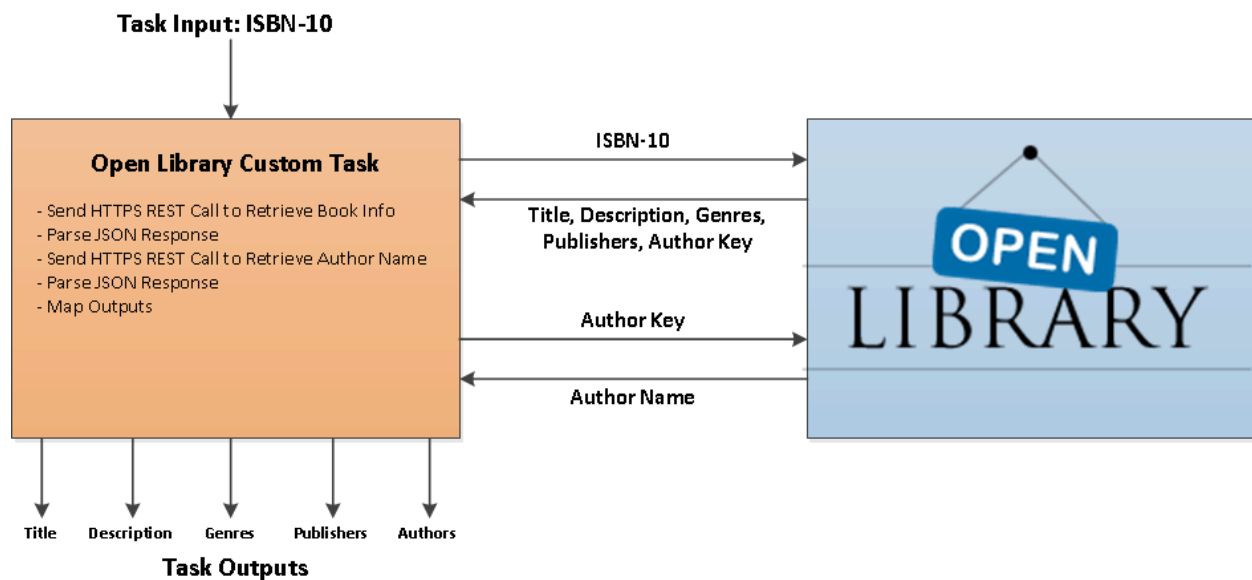 Task Input: ISBN-10
Open Library Custom Task
- Send HTTPS REST Call to Retrieve Book Info
- Parse JSON Response
- Send HTTPS REST Call to Retrieve Author Name
- Parse JSON Response
- Map Outputs
ISBN-10
Title, Description, Genres,
Publishers, Author Key
Author Key
Author Name
OPEN
LIBRARY
Title
Description
Genres
Publishers
Authors
Task Outputs